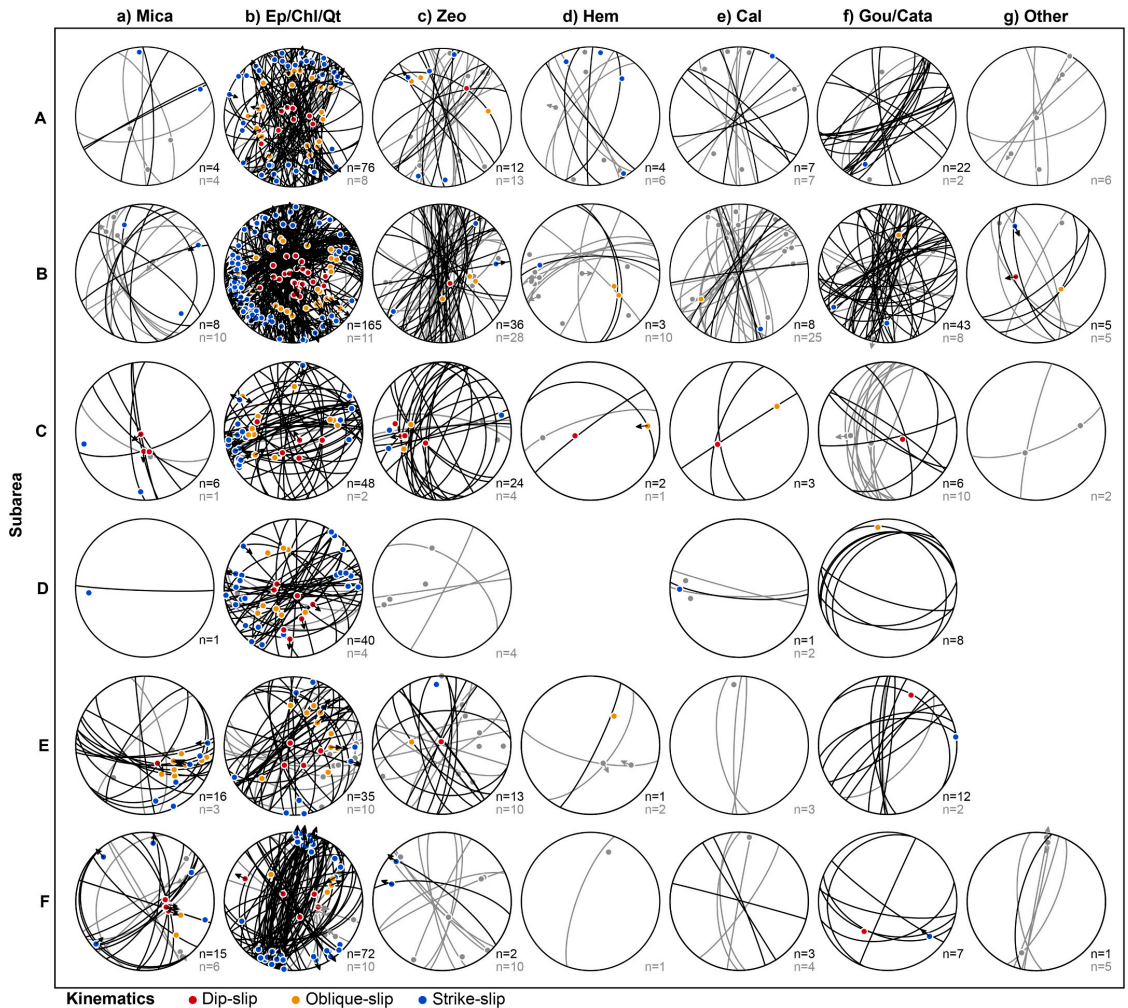 a) Mica b) Ep/Chl/Qt c) Zeo d) Hem e) Cal f) Gou/Cata g) Other
Subarea
A
n=4 n=76 n=12 n=4 n=7 n=22
n=4 n=8 n=13 n=6 n=7 n=2 n=6
B
n=8 n=165 n=36 n=3 n=8 n=43 n=5
n=10 n=11 n=28 n=10 n=25 n=8 n=5
C
n=6 n=48 n=24 n=2 n=3 n=6
n=1 n=2 n=4 n=1 n=10 n=2
D
n=1 n=40 n=1 n=8
n=4 n=4 n=2
E
n=16 n=35 n=13 n=1 n=12
n=3 n=10 n=10 n=2 n=3 n=2
F
n=15 n=72 n=2 n=3 n=7 n=1
n=6 n=10 n=10 n=1 n=4 n=5
Kinematics Dip-slip Oblique-slip Strike-slip